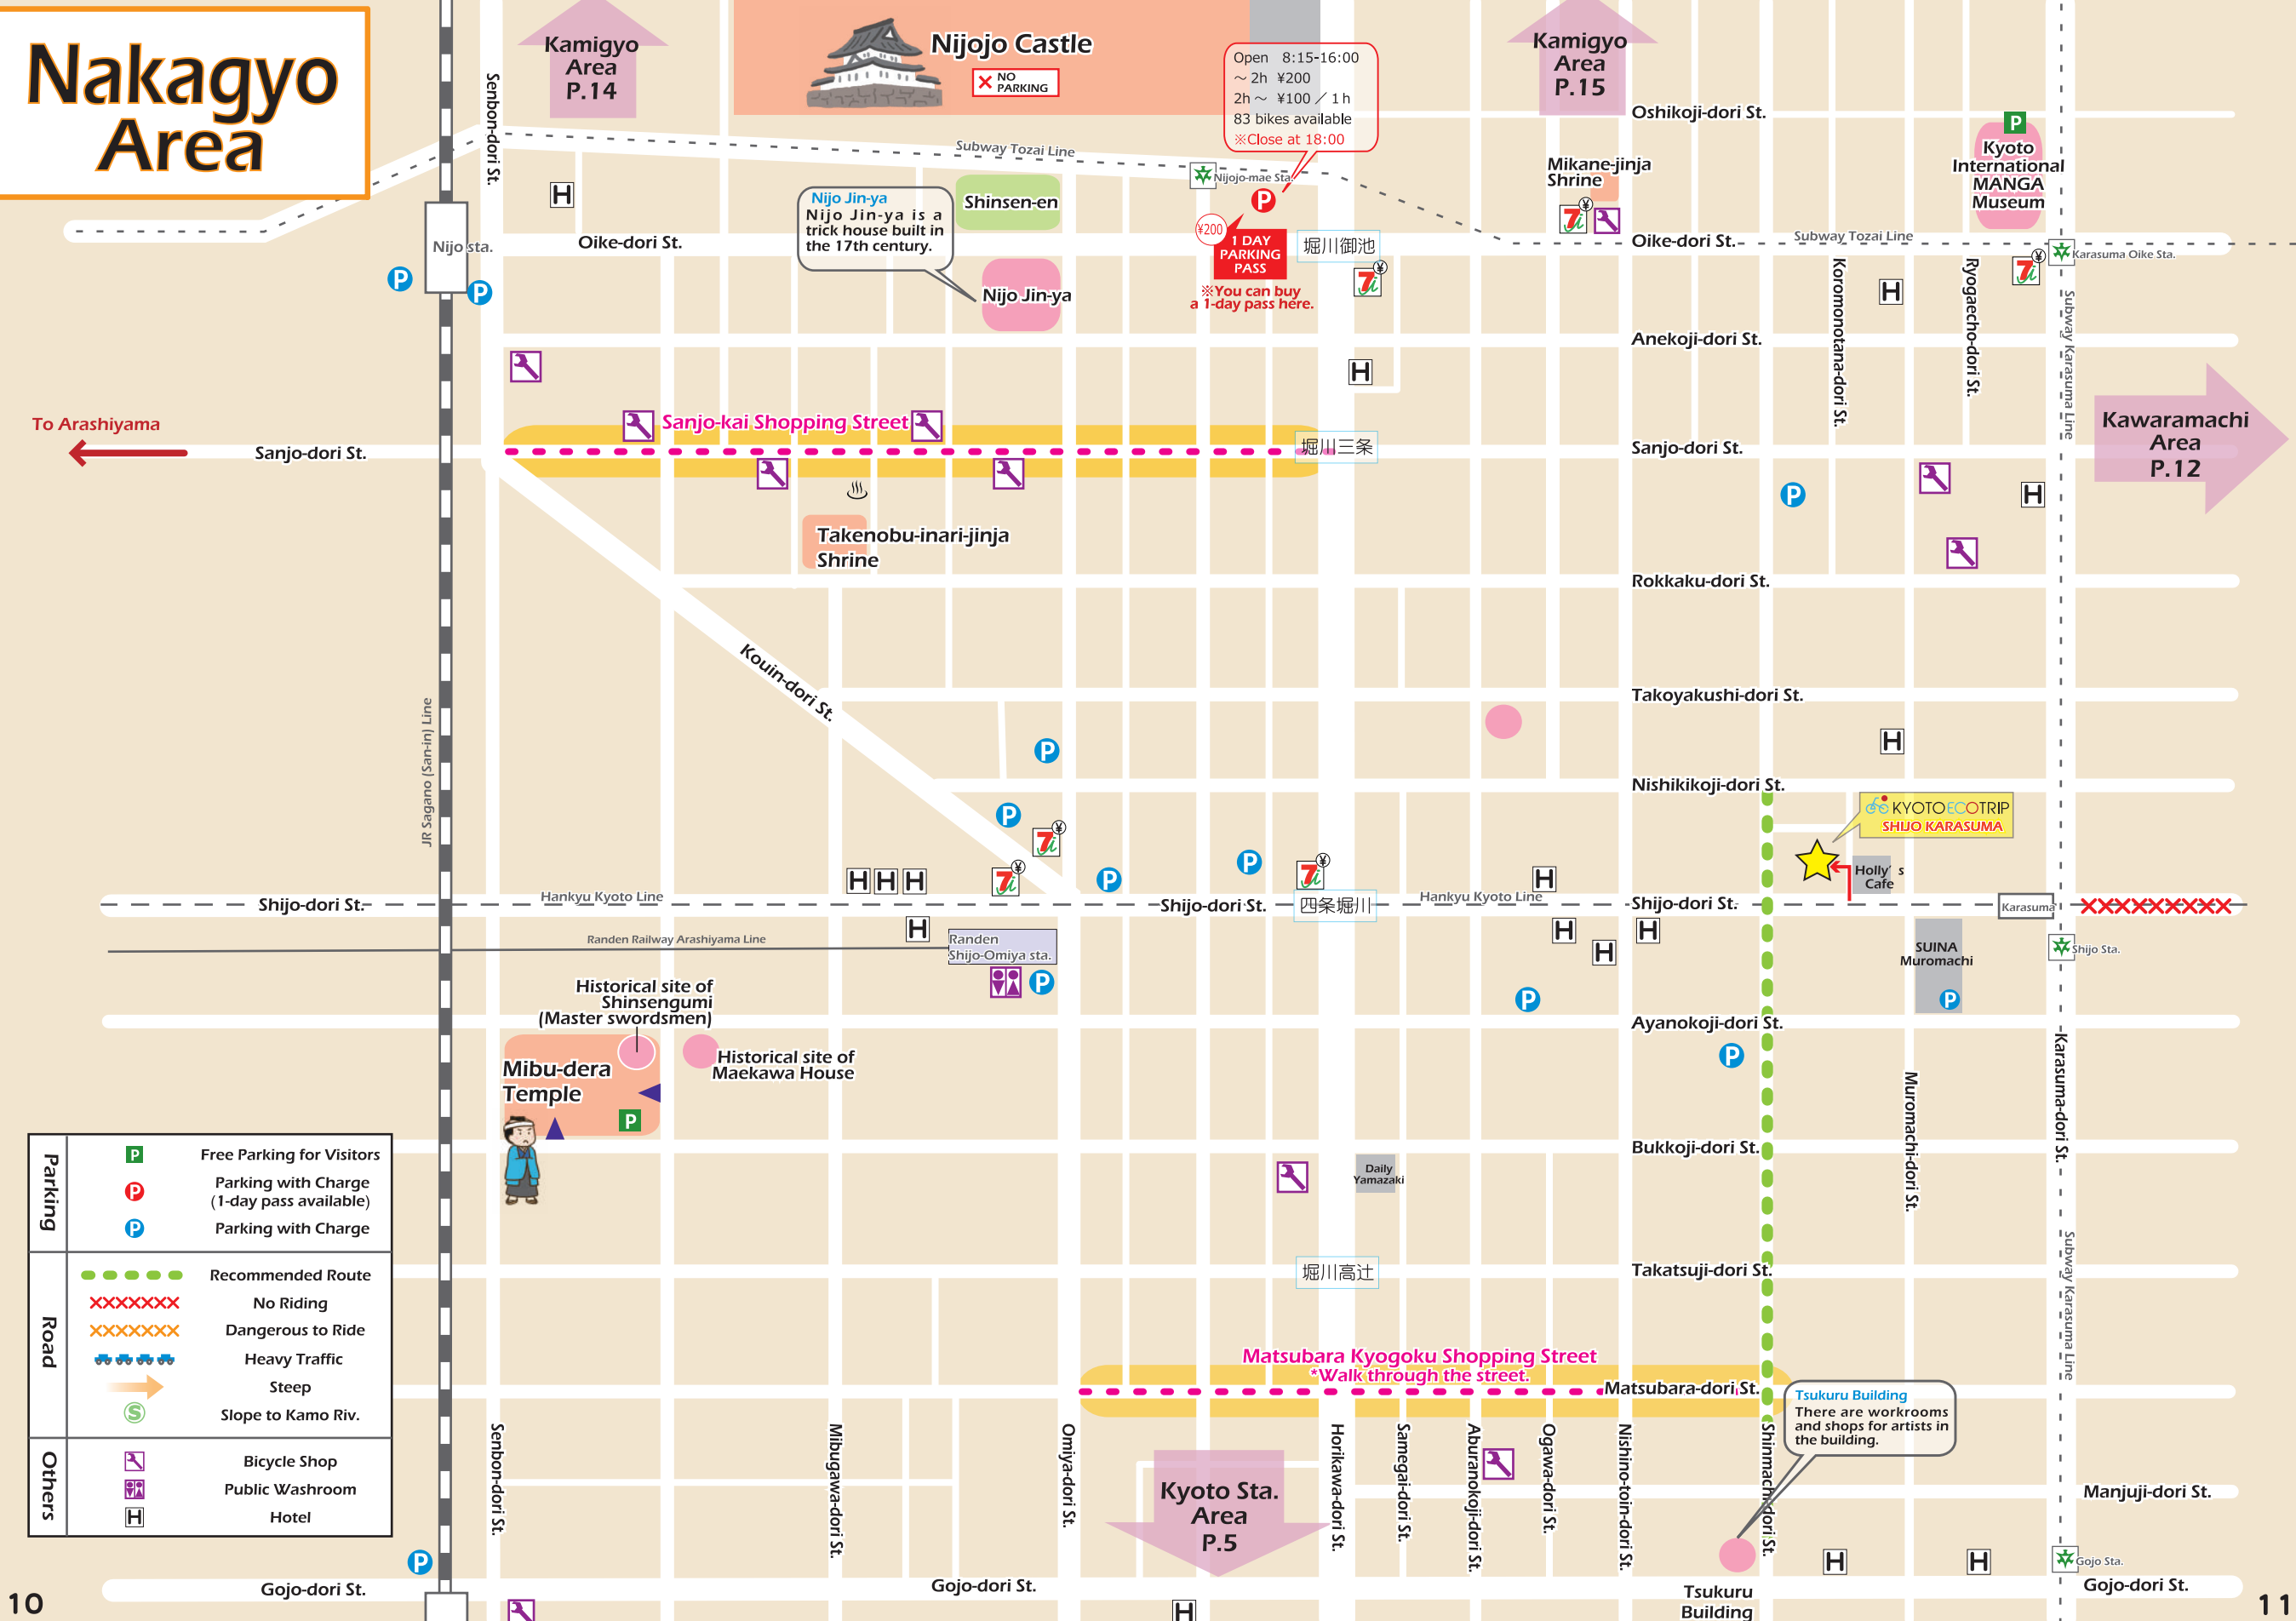 Nakagyo
Area
Kamigyo
Area
P.14
Nijojo Castle
NO
PARKING
Open 8:15-16:00
～2h ¥200
2h～ ¥100／1h
83 bikes available
※Close at 18:00
Kamigyo
Area
P.15
Oshikoji-dori St.
P
Kyoto
International
MANGA
Museum
Senbon-dori St.
Subway Tozai Line
Nijojo-mae Sta.
P
Mikane-jinja
Shrine
H
Nijo Jin-ya
Nijo Jin-ya is a
trick house built in
the 17th century.
Shinsen-en
¥200
1 DAY
PARKING
PASS
※You can buy
a 1-day pass here.
堀川御池
7i ¥
Nijo sta.
Oike-dori St.
Oike-dori St.
Subway Tozai Line
Karasuma Oike Sta.
P
P
Nijo Jin-ya
7i ¥
Koromonotana-dori St.
H
Ryogaecho-dori St.
7i ¥
Subway Karasuma Line
Anekoji-dori St.
H
To Arashiyama
Sanjo-dori St.
Sanjo-kai Shopping Street
堀川三条
Sanjo-dori St.
Kawaramachi
Area
P.12
P
H
Takenobu-inari-jinja
Shrine
Rokkaku-dori St.
Kouin-dori St.
Takoyakushi-dori St.
JR Sagano (San-in) Line
P
H
Nishikikoji-dori St.
P
7i ¥
KYOTO ECOTRIP
SHIJO KARASUMA
Holly's
Cafe
H H H
7i ¥
P
P
7i ¥
H
Shijo-dori St.
Hankyu Kyoto Line
Shijo-dori St.
四条堀川
Hankyu Kyoto Line
Shijo-dori St.
Karasuma
H
Randen Railway Arashiyama Line
Randen
Shijo-Omiya sta.
H
H
H
SUINA
Muromachi
P
Shijo Sta.
P
P
Historical site of
Shinsengumi
(Master swordsmen)
Ayanokoji-dori St.
P
Mibu-dera
Temple
P
Historical site of
Maekawa House
Karasuma-dori St.
Muromachi-dori St.
Bukkoji-dori St.
Daily
Yamazaki
Parking
P
Free Parking for Visitors
P
Parking with Charge
(1-day pass available)
P
Parking with Charge
Road
Recommended Route
No Riding
Dangerous to Ride
Heavy Traffic
Steep
S
Slope to Kamo Riv.
Others
Bicycle Shop
Public Washroom
H
Hotel
堀川高辻
Takatsuji-dori St.
Subway Karasuma Line
Matsubara Kyogoku Shopping Street
*Walk through the street.
Matsubara-dori St.
Tsukuru Building
There are workrooms
and shops for artists in
the building.
Senbon-dori St.
Mibugawa-dori St.
Omiya-dori St.
Kyoto Sta.
Area
P.5
Horikawa-dori St.
Samegai-dori St.
Aburanokoji-dori St.
Ogawa-dori St.
Nishino-toin-dori St.
Shinmachi-dori St.
Manjuji-dori St.
P
H
H
Gojo Sta.
Gojo-dori St.
Gojo-dori St.
H
Tsukuru
Building
Gojo-dori St.
10
11